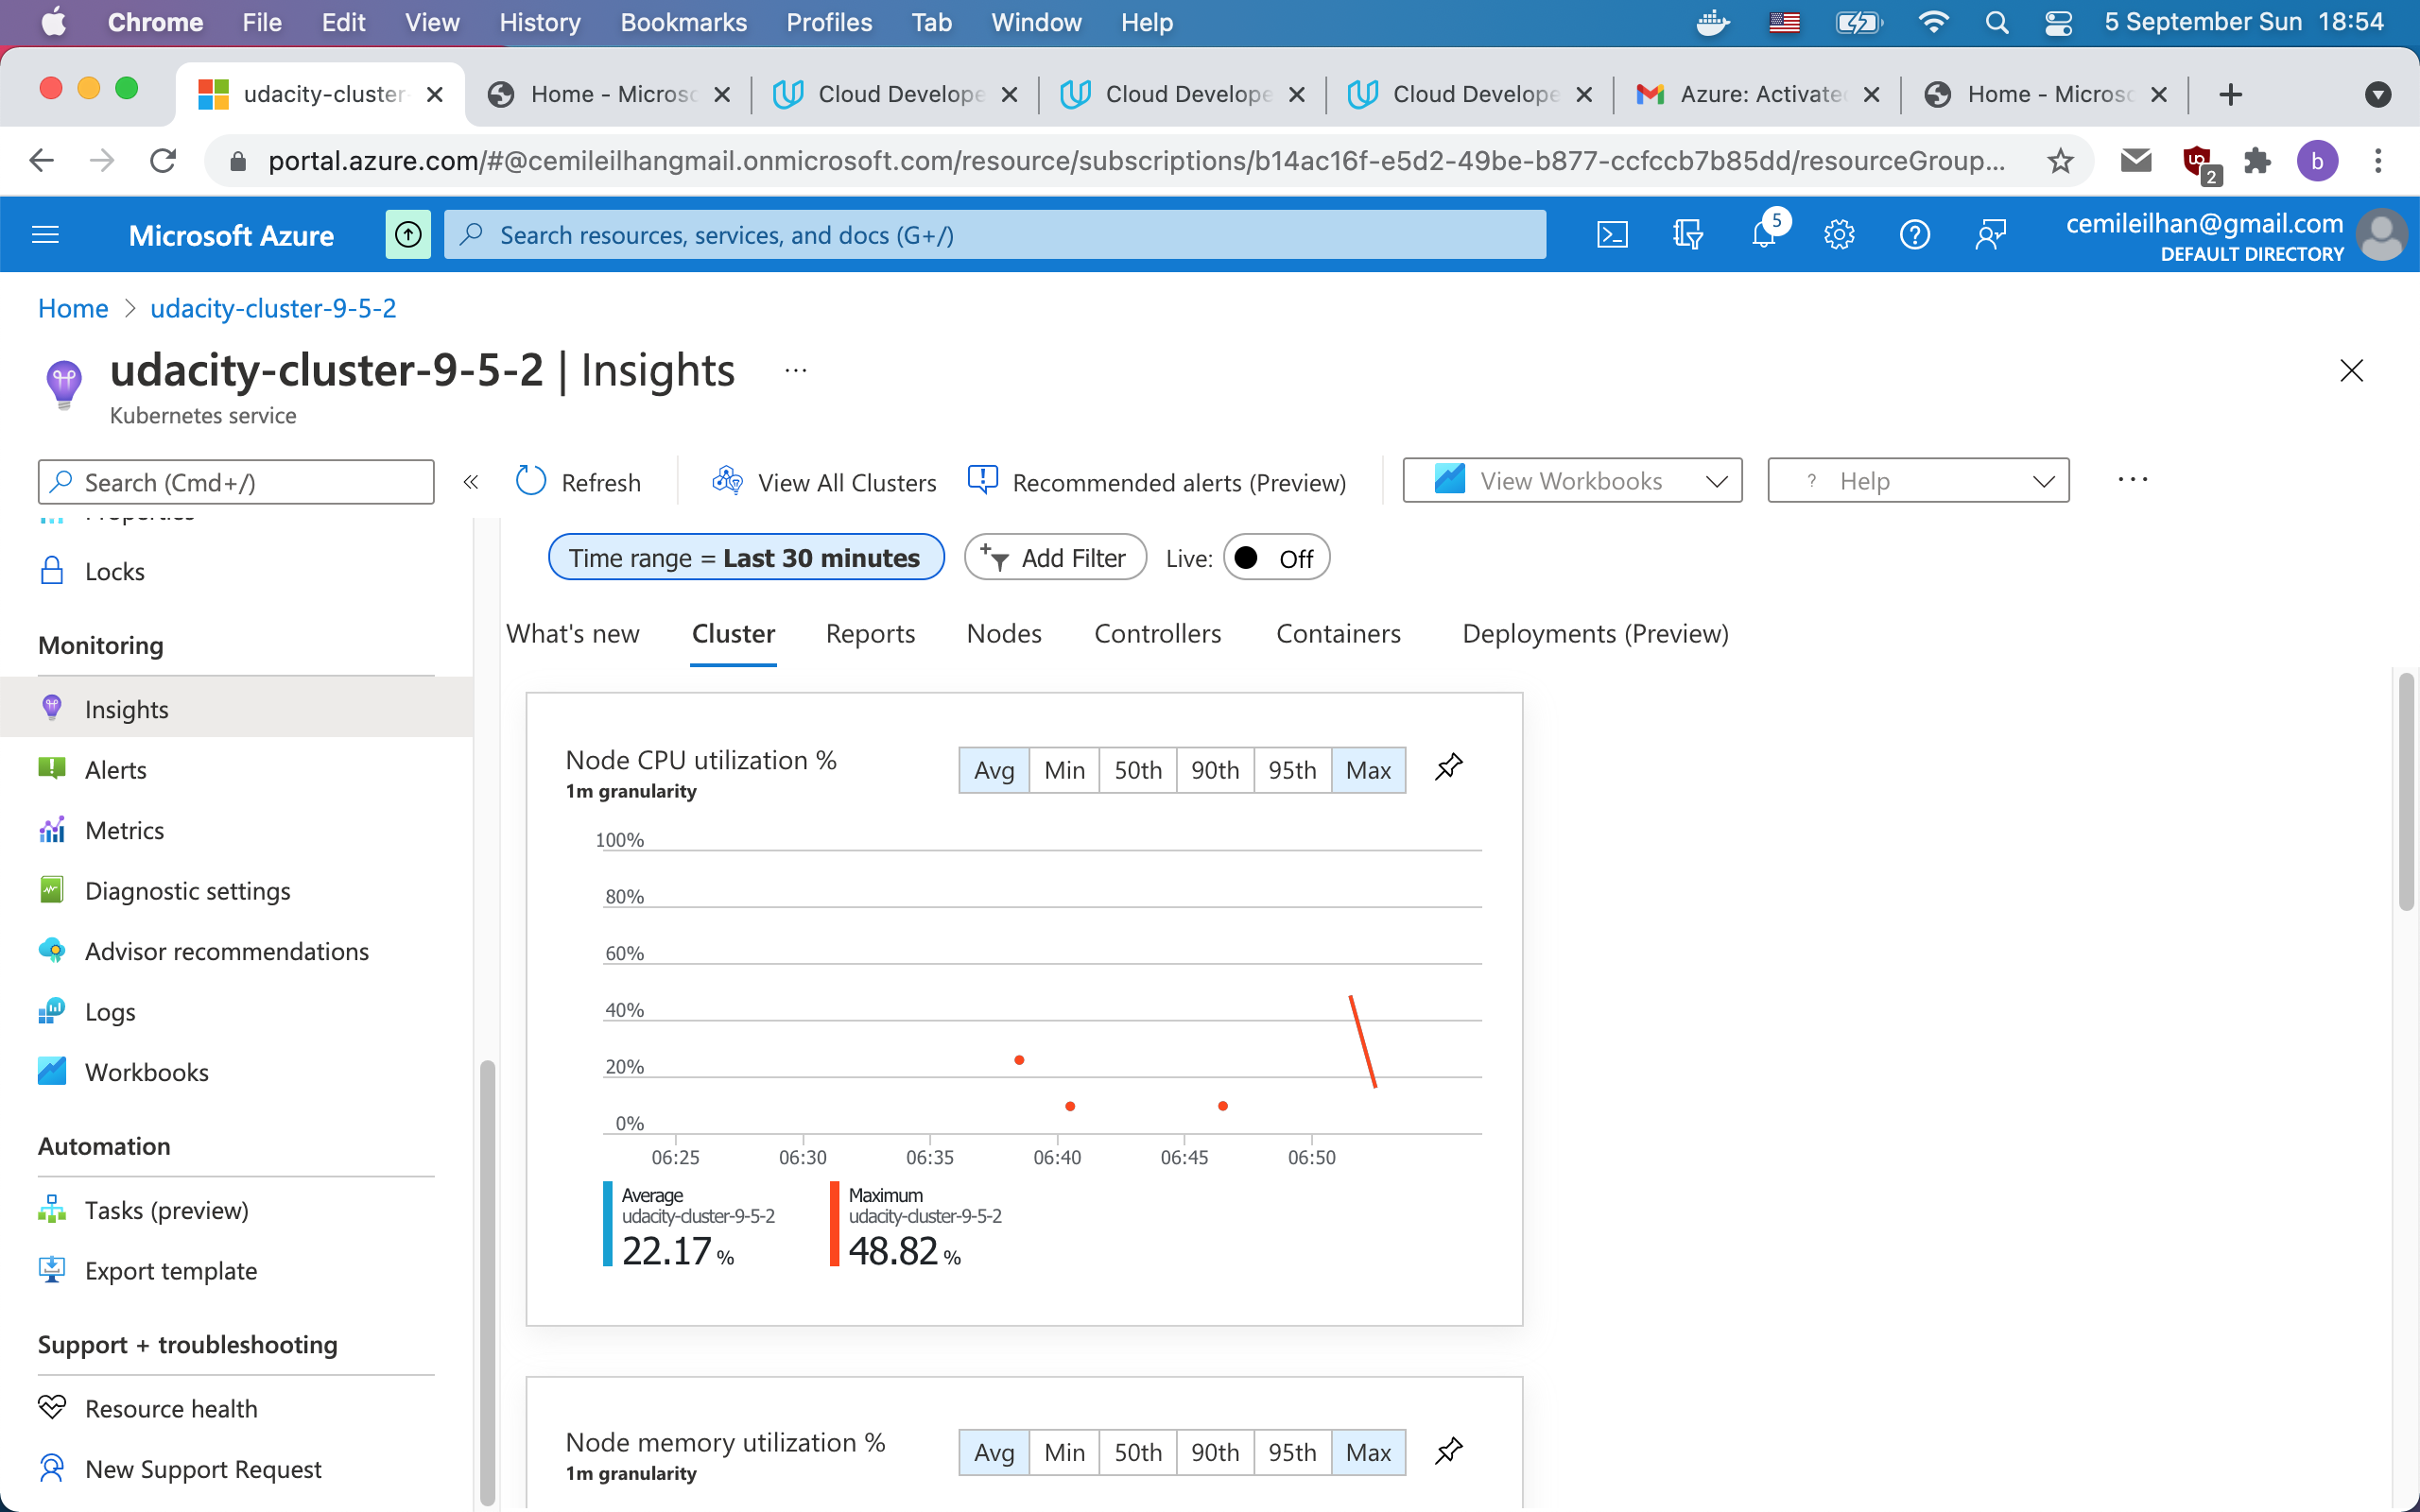 Chrome File Edit View History Bookmarks Profiles Tab Window Help 5 September Sun 18:54
udacity-cluster- Home - Micros Cloud Develope Cloud Develope Cloud Develope Azure: Activate Home - Micros
portal.azure.com/#@cemileilhangmail.onmicrosoft.com/resource/subscriptions/b14ac16f-e5d2-49be-b877-ccfccb7b85dd/resourceGroup... 2 b
Microsoft Azure Search resources, services, and docs (G+/) 5 cemileilhan@gmail.com
DEFAULT DIRECTORY
Home > udacity-cluster-9-5-2
udacity-cluster-9-5-2 | Insights ...
Kubernetes service
Search (Cmd+/) « Refresh View All Clusters Recommended alerts (Preview) View Workbooks ? Help ...
Properties
Locks
Monitoring
Insights
Alerts
Metrics
Diagnostic settings
Advisor recommendations
Logs
Workbooks
Automation
Tasks (preview)
Export template
Support + troubleshooting
Resource health
New Support Request
Time range = Last 30 minutes Add Filter Live: Off
What's new Cluster Reports Nodes Controllers Containers Deployments (Preview)
Node CPU utilization %
1m granularity
Avg Min 50th 90th 95th Max
100%
80%
60%
40%
20%
0%
06:25 06:30 06:35 06:40 06:45 06:50
Average
udacity-cluster-9-5-2
22.17 %
Maximum
udacity-cluster-9-5-2
48.82 %
Node memory utilization %
1m granularity
Avg Min 50th 90th 95th Max